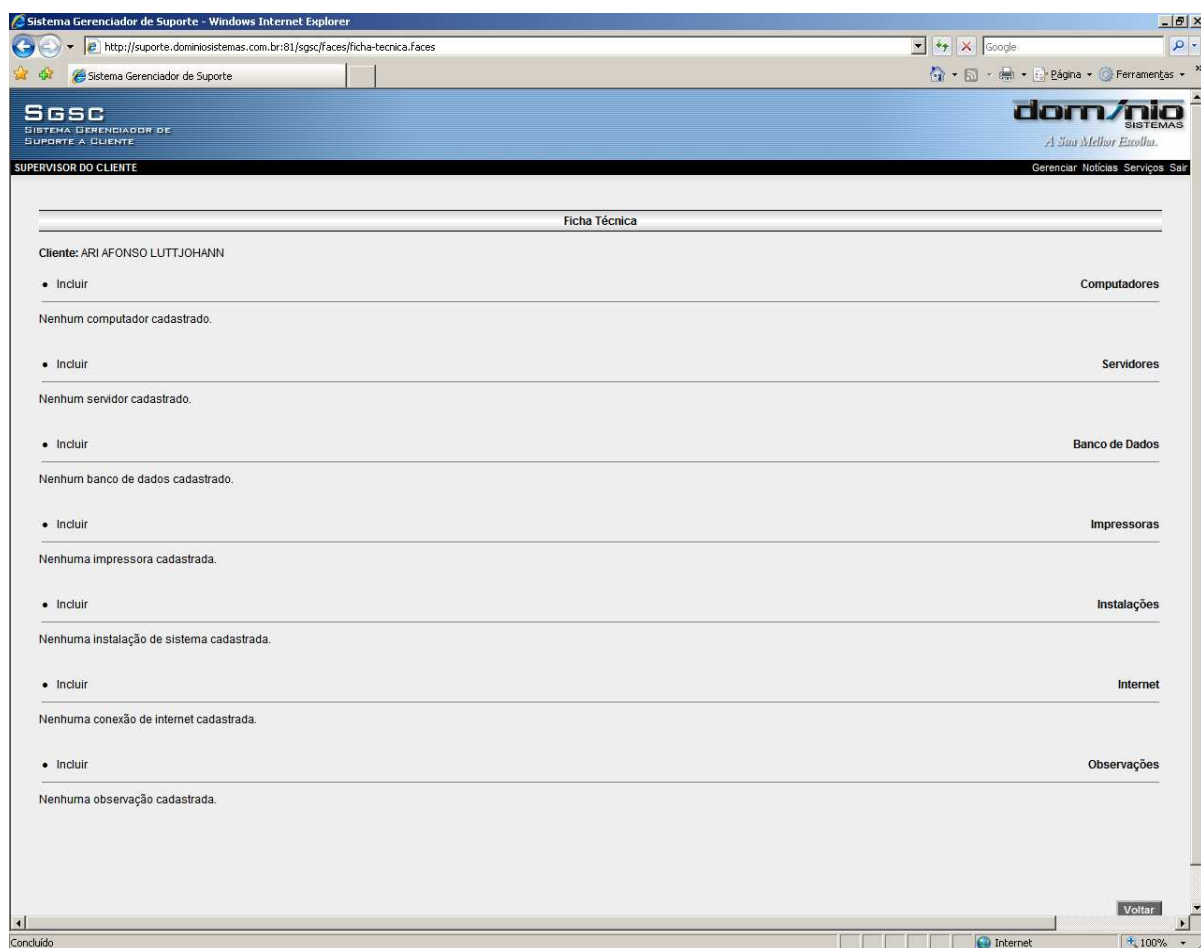 Sistema Gerenciador de Suporte - Windows Internet Explorer
http://suporte.dominiosistemas.com.br:81/sgsc/faces/ficha-tecnica.faces
Google
Sistema Gerenciador de Suporte
Página
Ferramentas
SGSC
SISTEMA GERENCIADOR DE
SUPORTE A CLIENTE
domínio
SISTEMAS
A Sua Melhor Escolha.
SUPERVISOR DO CLIENTE
Gerenciar Notícias Serviços Sair
Ficha Técnica
Cliente: ARI AFONSO LUTTJOHANN
• Incluir Computadores
Nenhum computador cadastrado.
• Incluir Servidores
Nenhum servidor cadastrado.
• Incluir Banco de Dados
Nenhum banco de dados cadastrado.
• Incluir Impressoras
Nenhuma impressora cadastrada.
• Incluir Instalações
Nenhuma instalação de sistema cadastrada.
• Incluir Internet
Nenhuma conexão de internet cadastrada.
• Incluir Observações
Nenhuma observação cadastrada.
Voltar
Concluído Internet 100%